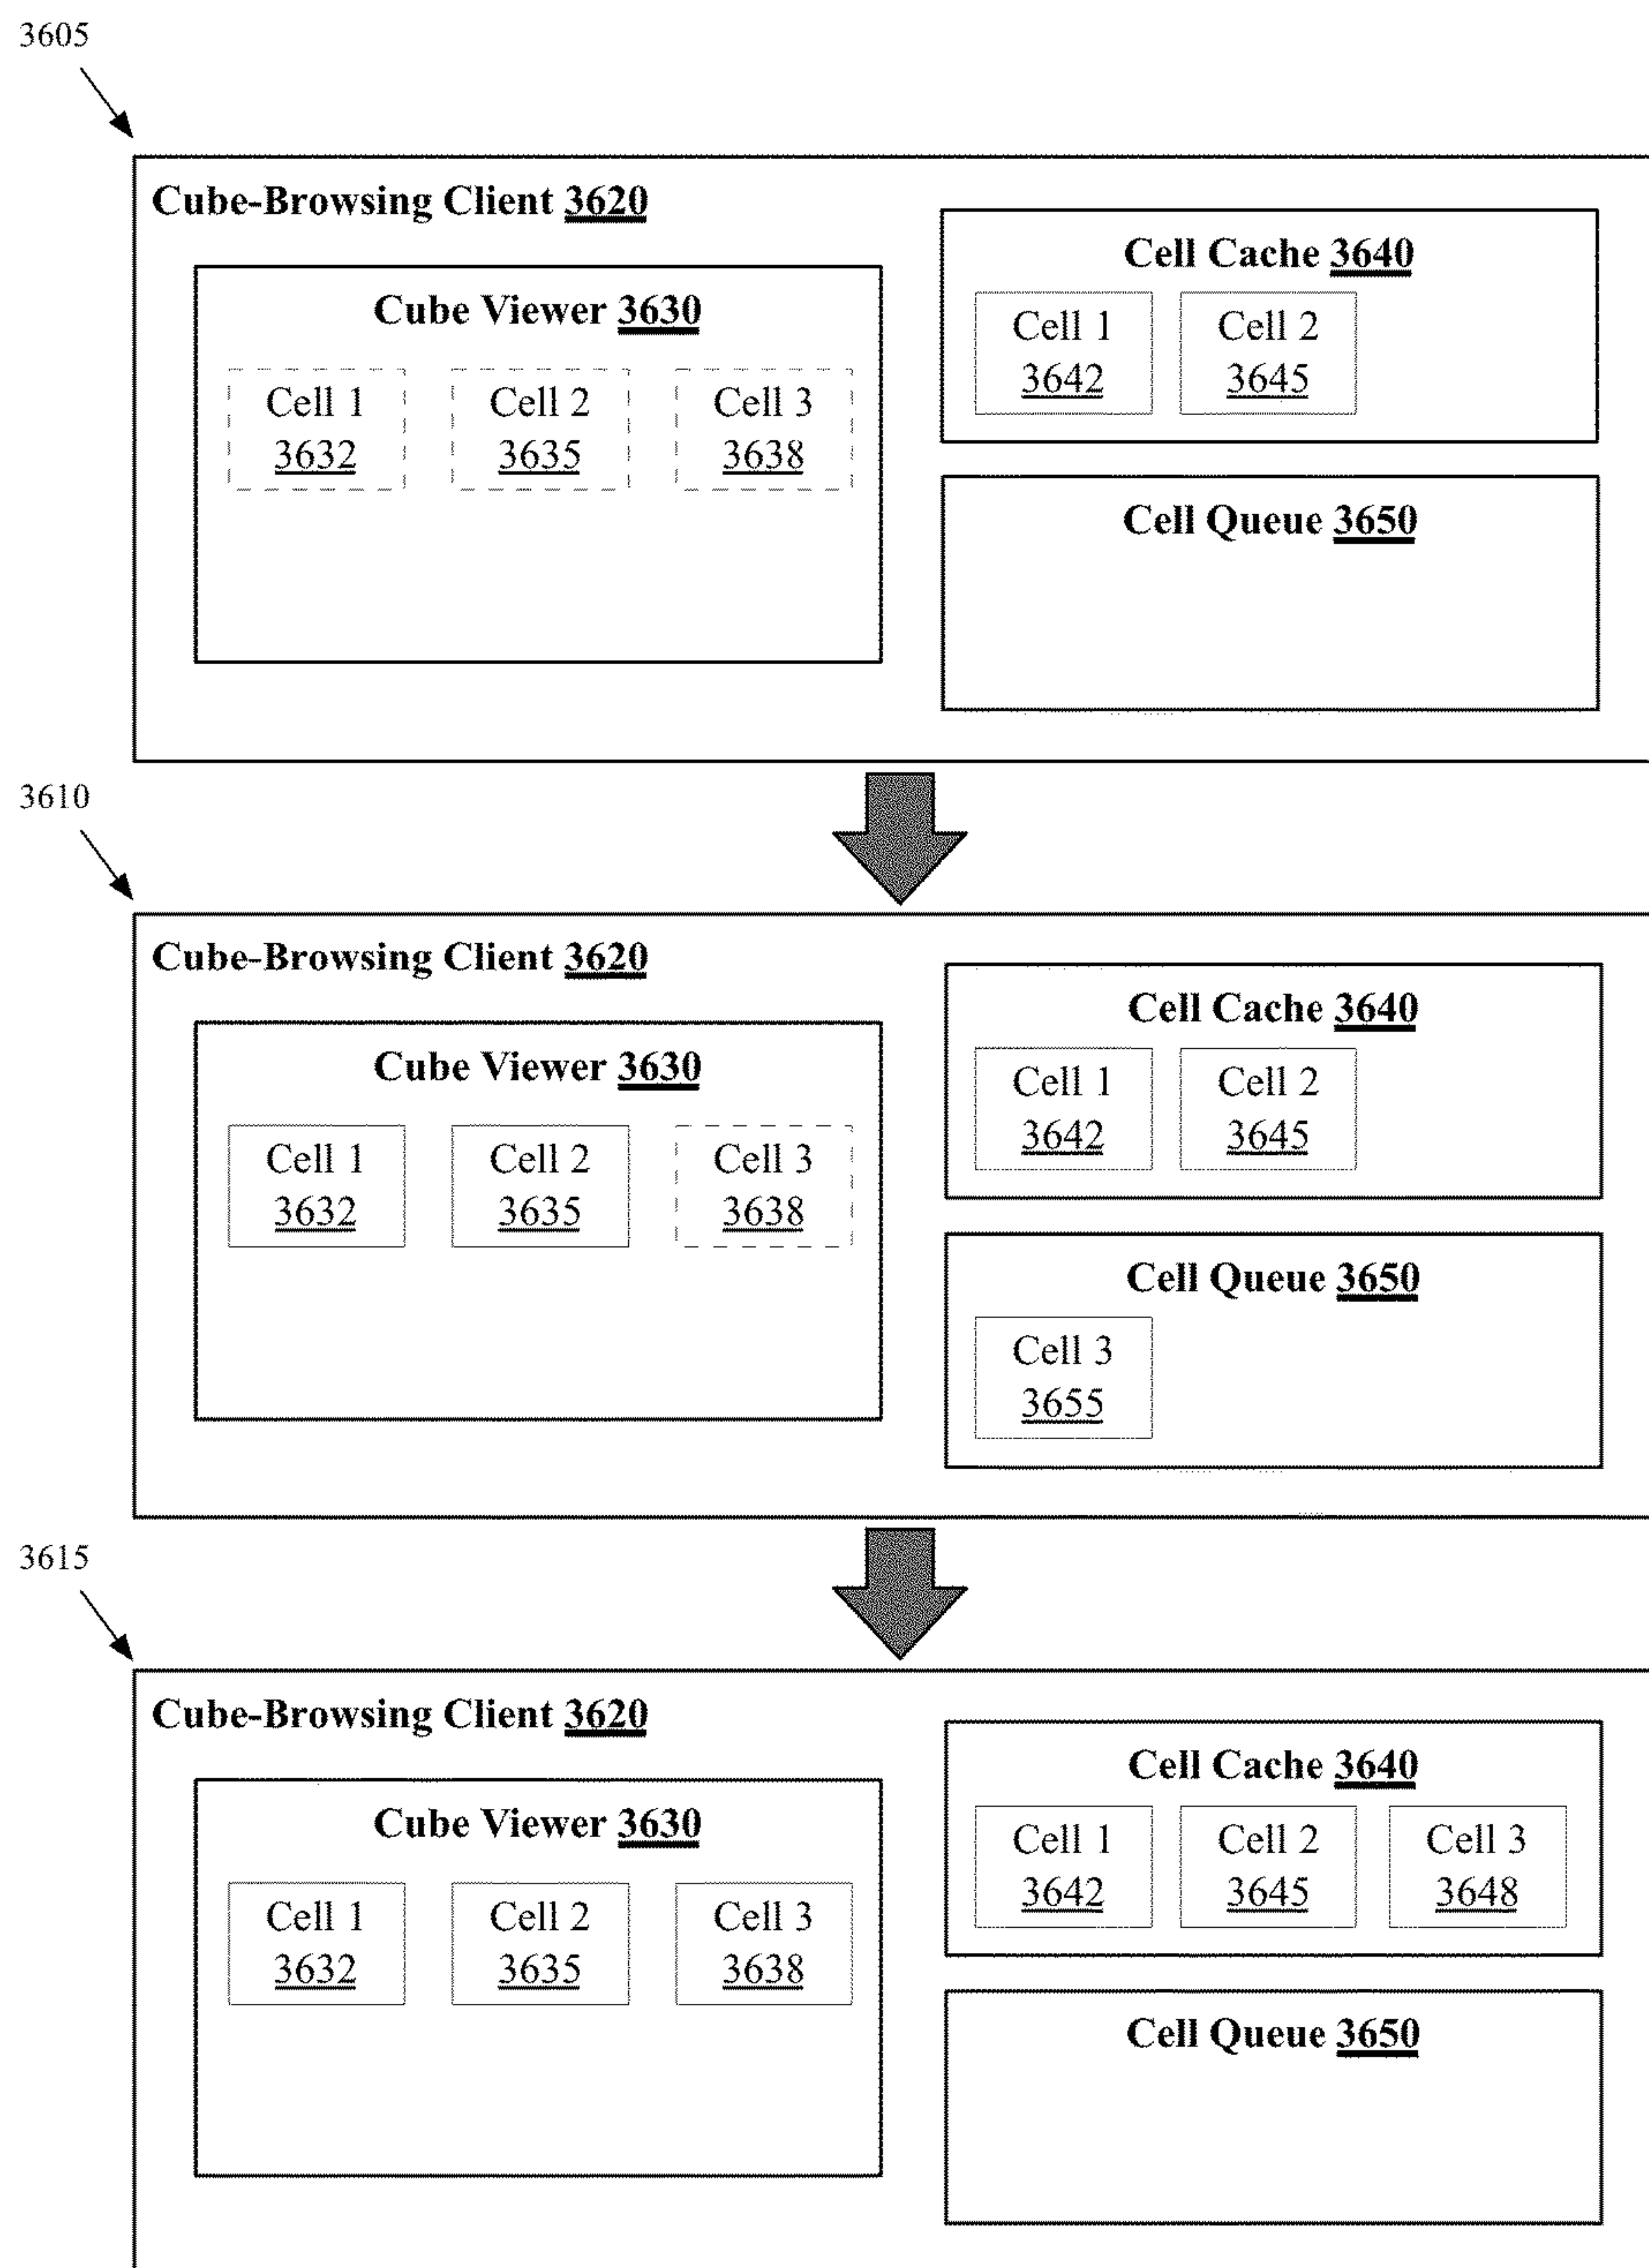 3605
Cube-Browsing Client 3620
Cube Viewer 3630
Cell 1
3632
Cell 2
3635
Cell 3
3638
Cell Cache 3640
Cell 1
3642
Cell 2
3645
Cell Queue 3650
3610
Cube-Browsing Client 3620
Cube Viewer 3630
Cell 1
3632
Cell 2
3635
Cell 3
3638
Cell Cache 3640
Cell 1
3642
Cell 2
3645
Cell Queue 3650
Cell 3
3655
3615
Cube-Browsing Client 3620
Cube Viewer 3630
Cell 1
3632
Cell 2
3635
Cell 3
3638
Cell Cache 3640
Cell 1
3642
Cell 2
3645
Cell 3
3648
Cell Queue 3650